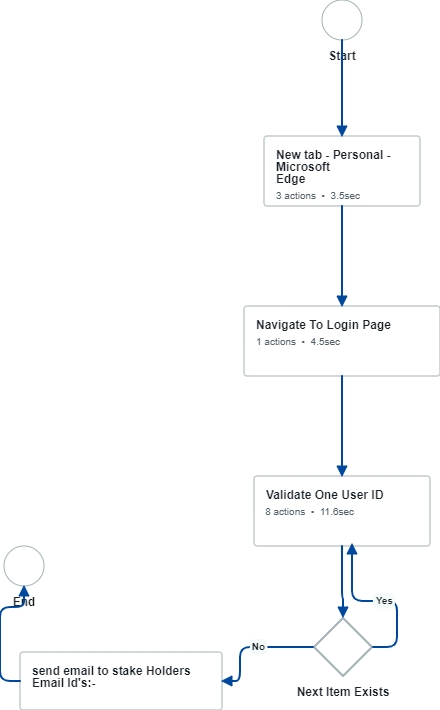 Start
New tab - Personal -
Microsoft
Edge
3 actions • 3.5sec
Navigate To Login Page
1 actions • 4.5sec
Validate One User ID
8 actions • 11.6sec
Yes
No
Next Item Exists
send email to stake Holders
Email Id's:-
End